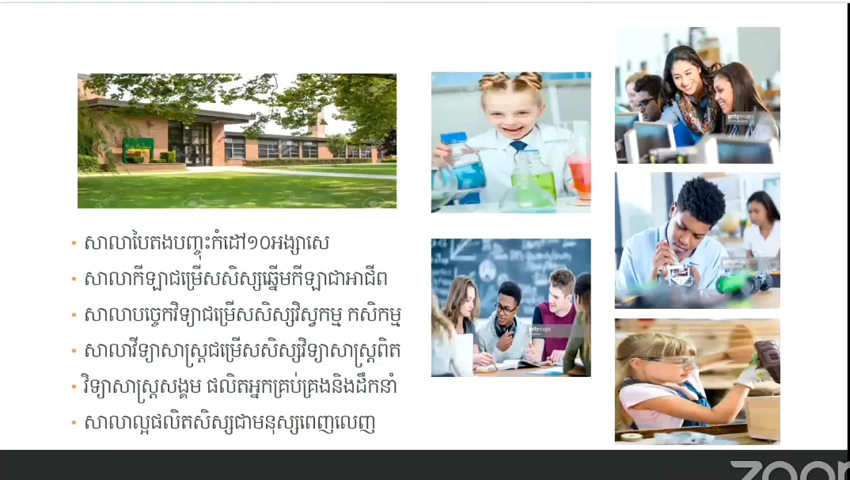 សាលាបៃតងបញ្ចុះកំដៅ១០អង្សាសេ
សាលាកីឡាជម្រើសសិស្សឆ្នើមកីឡាជាអាជីព
សាលាបច្ចេកវិទ្យាជម្រើសសិស្សវិស្វកម្ម កសិកម្ម
សាលាវីទ្យាសាស្ត្រជម្រើសសិស្សវិទ្យាសាស្ត្រពិត
វិទ្យាសាស្ត្រសង្គម ផលិតអ្នកគ្រប់គ្រងនិងដឹកនាំ
សាលាល្អផលិតសិស្សជាមនុស្សពេញលេញ
gettyimages
gettyimages
gettyimages
zoom